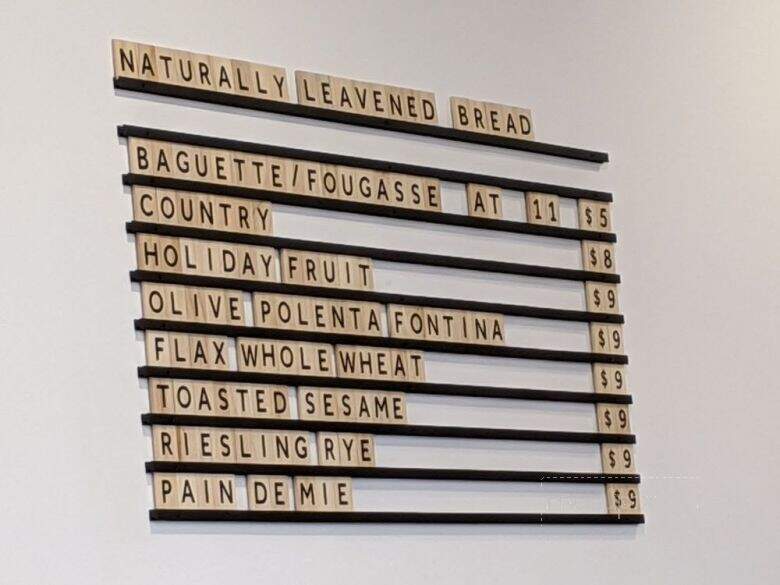 NATURALLY LEAVENED BREAD
BAGUETTE/FOUGASSE AT 11 $5
COUNTRY $8
HOLIDAY FRUIT $9
OLIVE POLENTA FONTINA $9
FLAX WHOLE WHEAT $9
TOASTED SESAME $9
RIESLING RYE $9
PAIN DE MIE $9